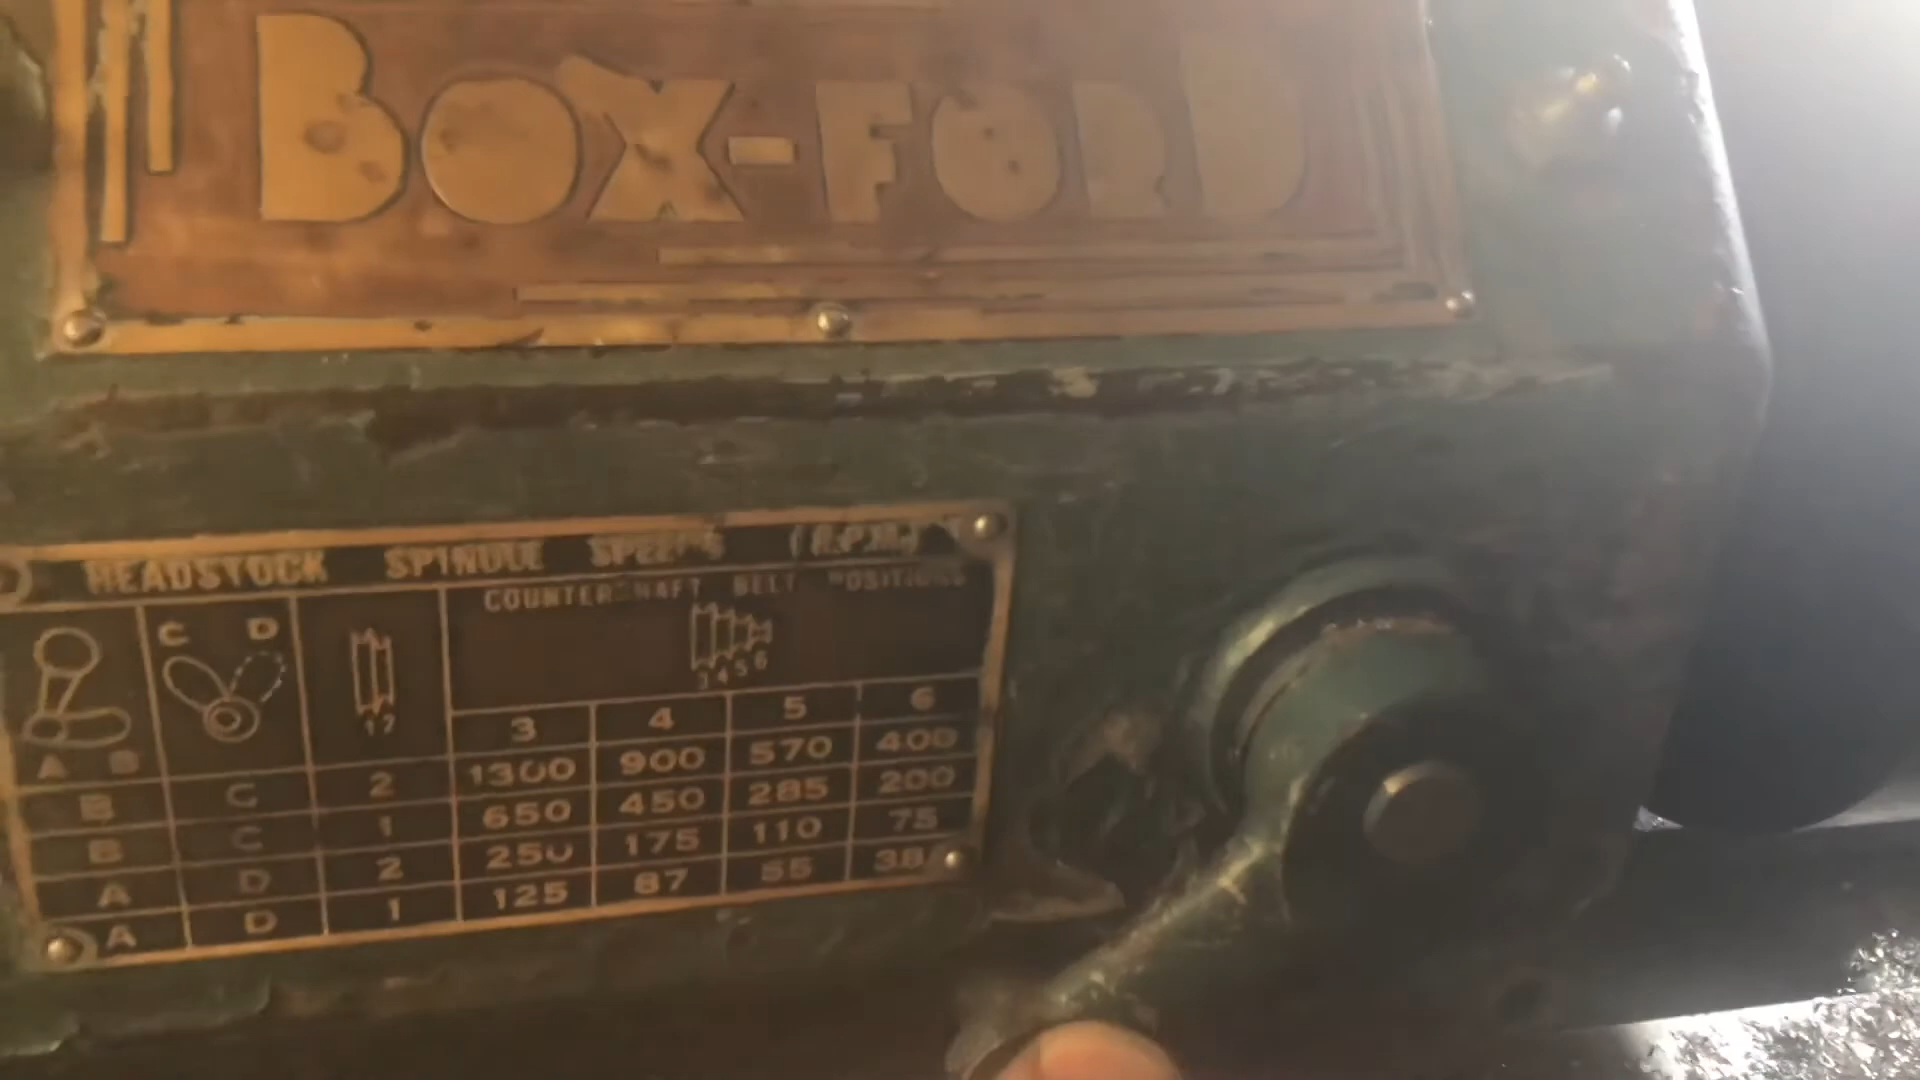 BOX-FORD
HEADSTOCK SPINDLE SPEEDS (R.P.M.)
COUNTERSHAFT BELT POSITIONS
C D
3 4 5 6
1 2
A B
3 4 5 6
B C 2 1300 900 570 400
B C 1 650 450 285 200
A D 2 250 175 110 75
A D 1 125 87 55 38